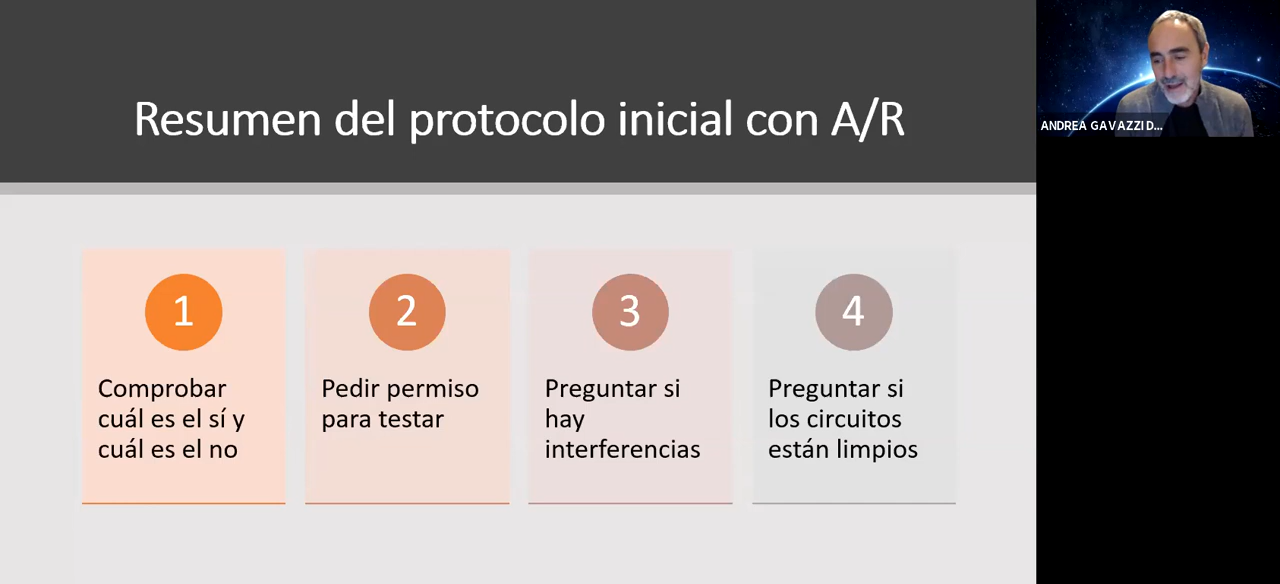 Resumen del protocolo inicial con A/R
1
Comprobar
cuál es el sí y
cuál es el no
2
Pedir permiso
para testar
3
Preguntar si
hay
interferencias
4
Preguntar si
los circuitos
están limpios
ANDREA GAVAZZI D...